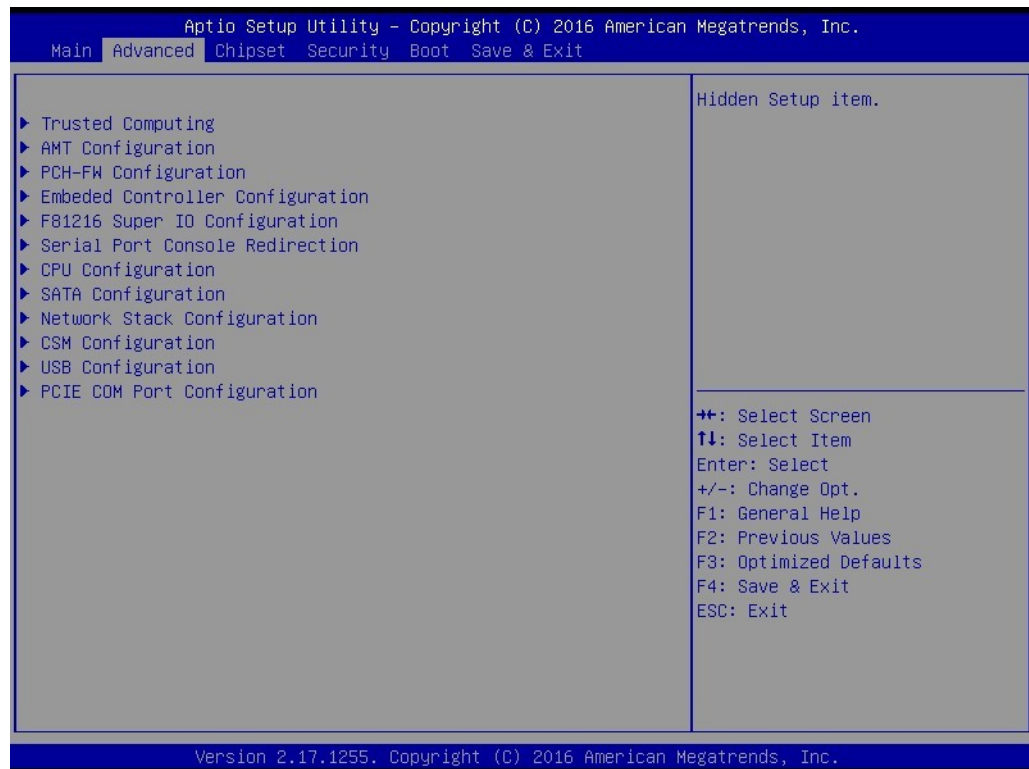 Aptio Setup Utility – Copyright (C) 2016 American Megatrends, Inc.
Main Advanced Chipset Security Boot Save & Exit
Hidden Setup item.
► Trusted Computing
► AMT Configuration
► PCH-FW Configuration
► Embeded Controller Configuration
► F81216 Super IO Configuration
► Serial Port Console Redirection
► CPU Configuration
► SATA Configuration
► Network Stack Configuration
► CSM Configuration
► USB Configuration
► PCIE COM Port Configuration
→←: Select Screen
↑↓: Select Item
Enter: Select
+/-: Change Opt.
F1: General Help
F2: Previous Values
F3: Optimized Defaults
F4: Save & Exit
ESC: Exit
Version 2.17.1255. Copyright (C) 2016 American Megatrends, Inc.